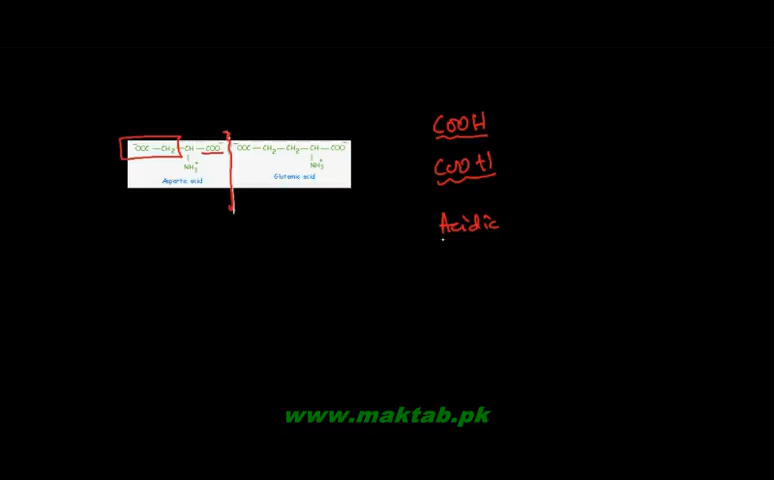 ⁻OOC — CH₂ — CH — COO⁻
NH₃⁺
Aspartic acid
⁻OOC — CH₂ — CH₂ — CH — COO⁻
NH₃⁺
Glutamic acid
COOH
COOH
Acidic
www.maktab.pk